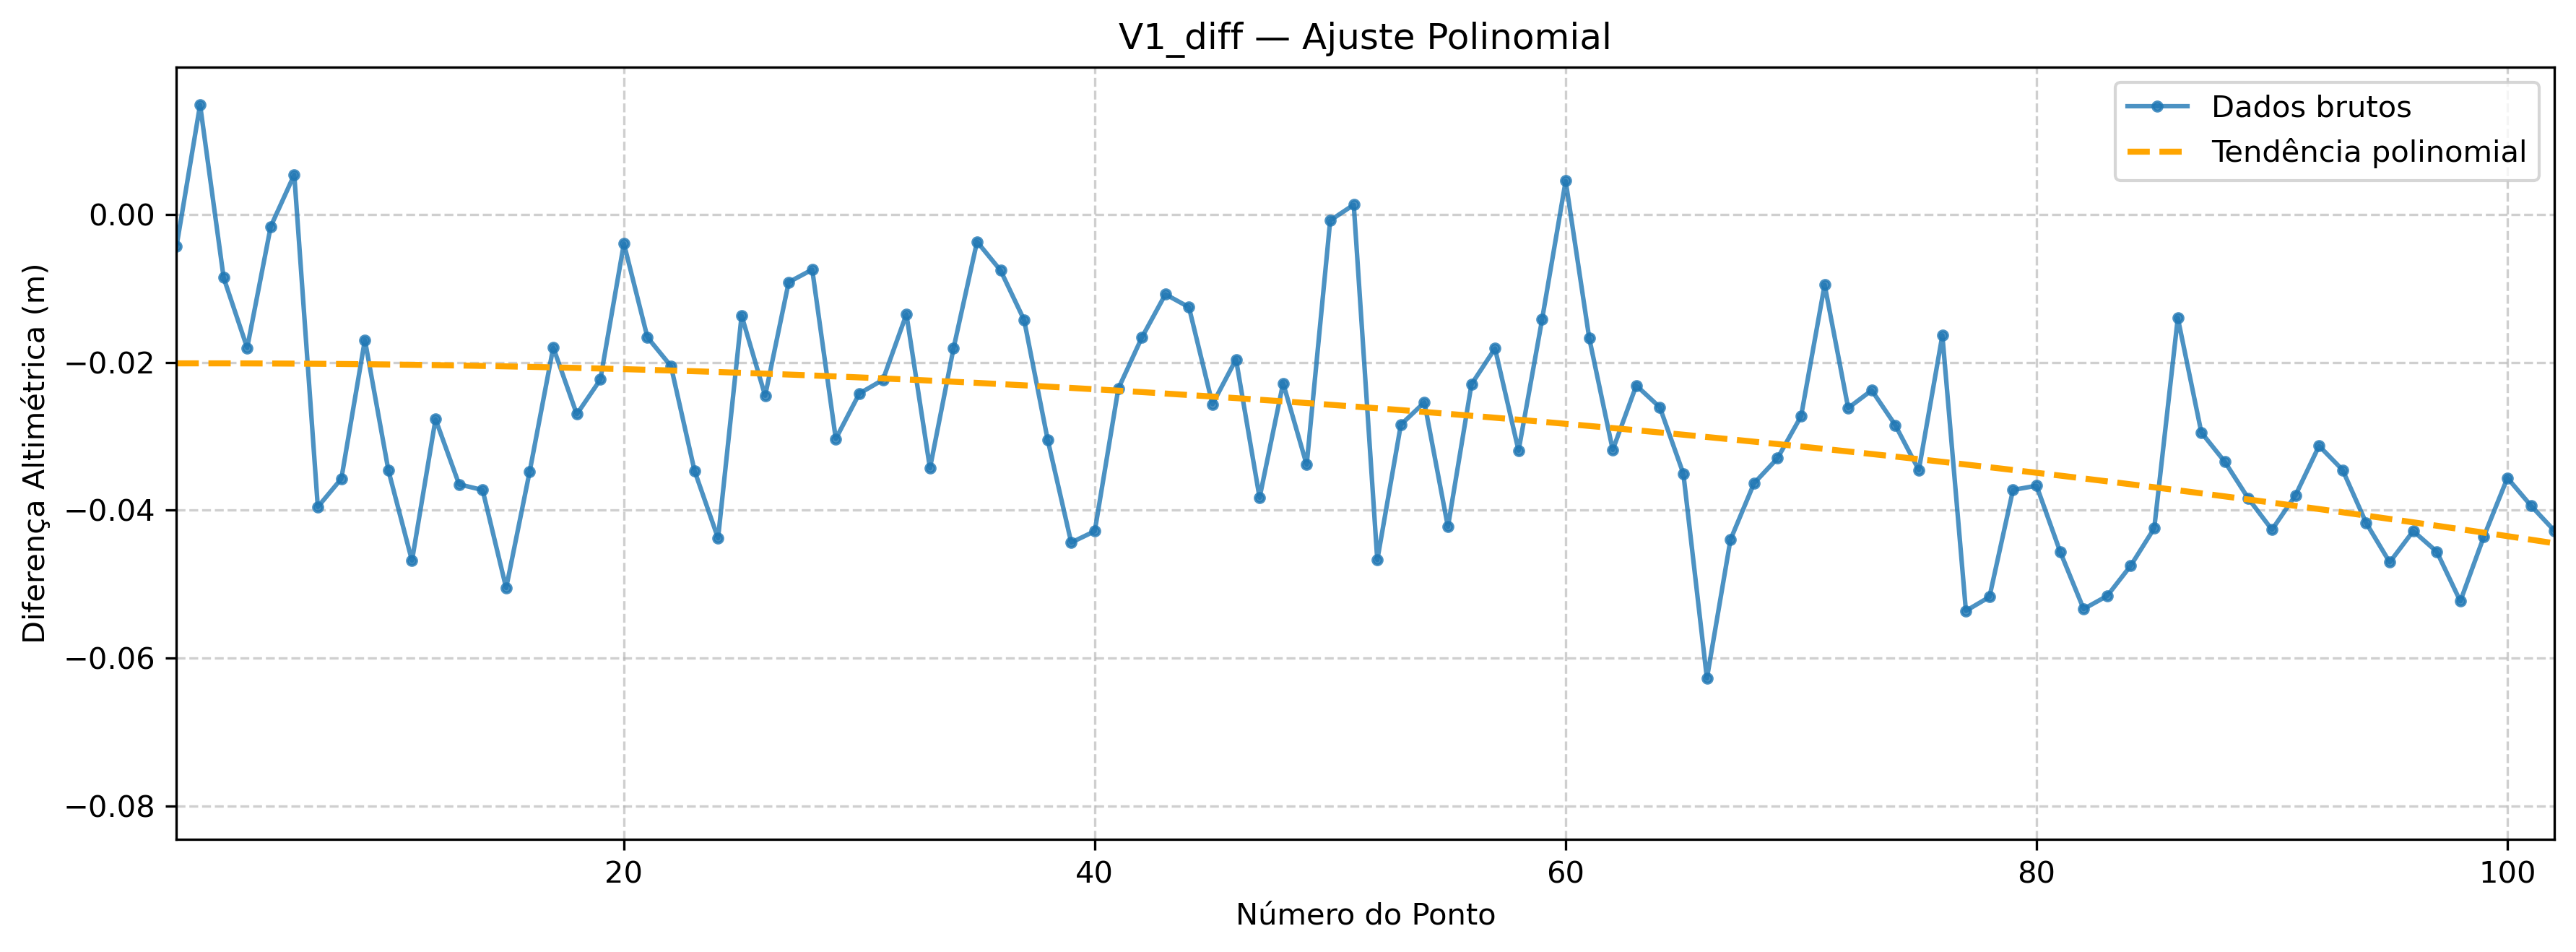 V1_diff — Ajuste Polinomial
Dados brutos
Tendência polinomial
Diferença Altimétrica (m)
0.00
−0.02
−0.04
−0.06
−0.08
20
40
60
80
100
Número do Ponto